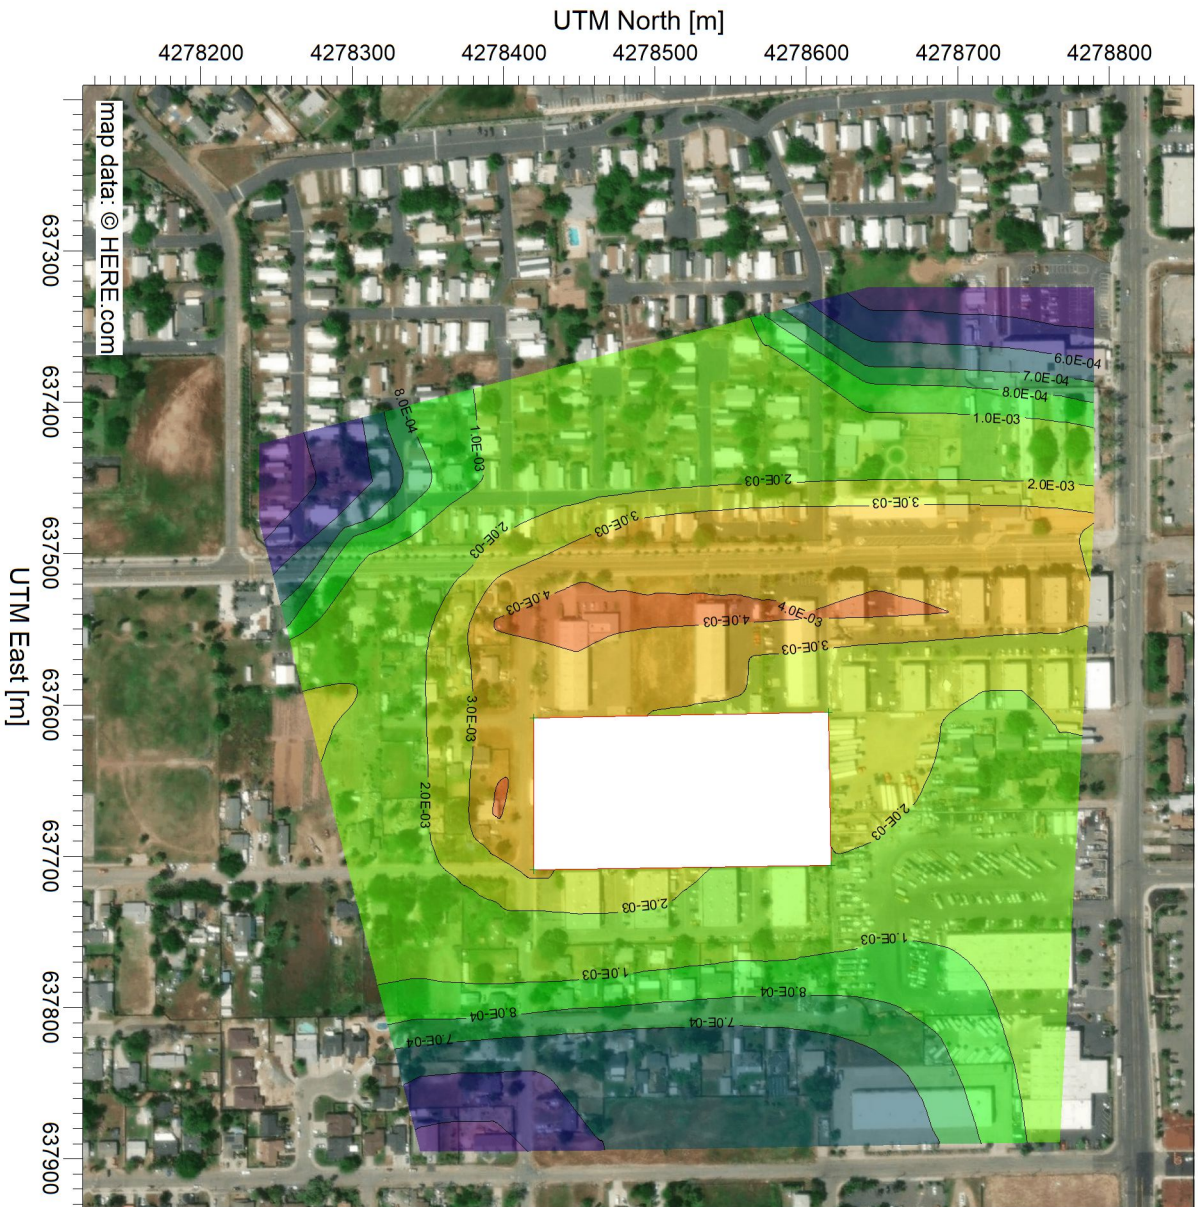 UTM North [m]
4278200 4278300 4278400 4278500 4278600 4278700 4278800
map data: © HERE.com
UTM East [m]
637300
637400
637500
637600
637700
637800
637900
6.0E-04
7.0E-04
8.0E-04
1.0E-03
8.0E-04
1.0E-03
2.0E-03
2.0E-03
3.0E-03
3.0E-03
2.0E-03
4.0E-03
4.0E-03
4.0E-03
3.0E-03
3.0E-03
2.0E-03
2.0E-03
2.0E-03
1.0E-03
1.0E-03
8.0E-04
8.0E-04
7.0E-04
7.0E-04